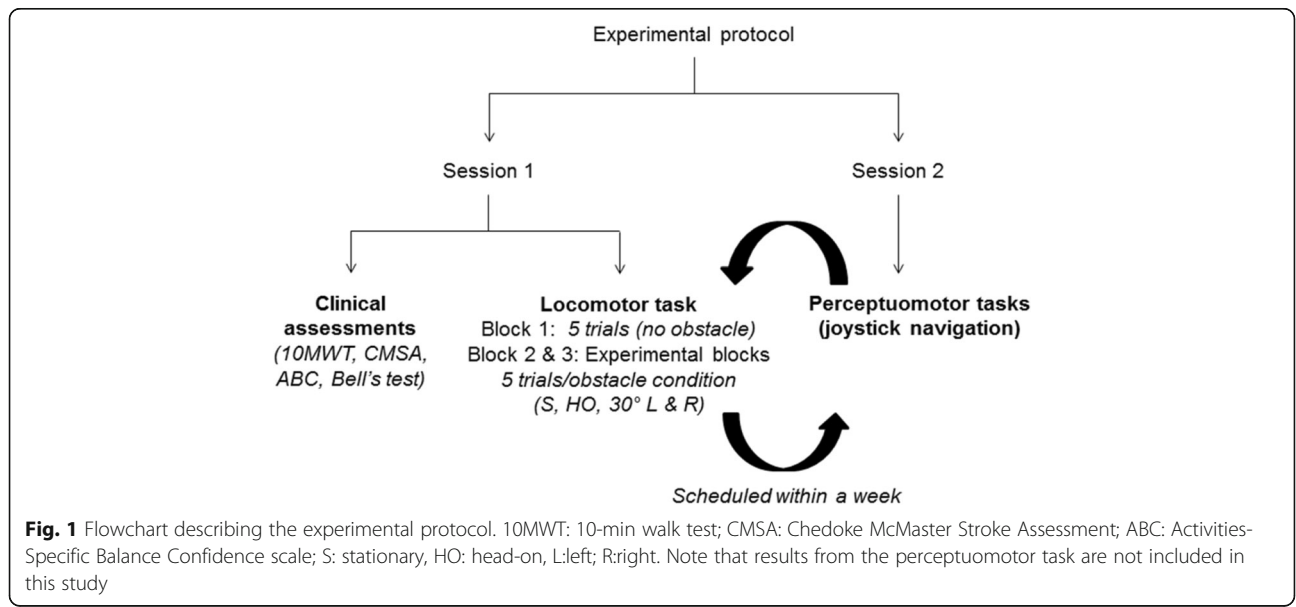 Experimental protocol
Session 1
Session 2
Clinical
assessments
(10MWT, CMSA,
ABC, Bell's test)
Locomotor task
Block 1: 5 trials (no obstacle)
Block 2 & 3: Experimental blocks
5 trials/obstacle condition
(S, HO, 30° L & R)
Perceptuomotor tasks
(joystick navigation)
Scheduled within a week
Fig. 1 Flowchart describing the experimental protocol. 10MWT: 10-min walk test; CMSA: Chedoke McMaster Stroke Assessment; ABC: Activities-
Specific Balance Confidence scale; S: stationary, HO: head-on, L:left; R:right. Note that results from the perceptuomotor task are not included in
this study